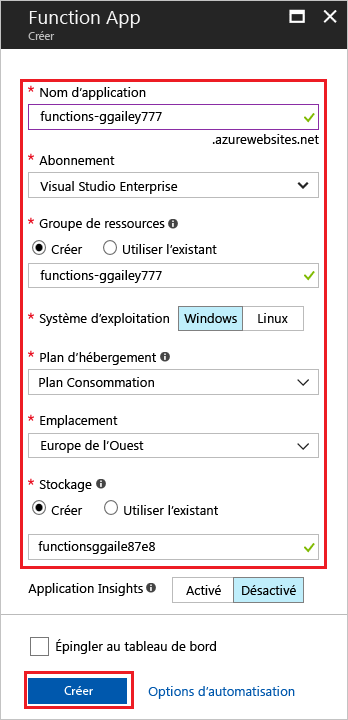 Function App
Créer
* Nom d'application
functions-ggailey777
.azurewebsites.net
* Abonnement
Visual Studio Enterprise
* Groupe de ressources
Créer Utiliser l'existant
functions-ggailey777
* Système d'exploitation Windows Linux
* Plan d'hébergement
Plan Consommation
* Emplacement
Europe de l'Ouest
* Stockage
Créer Utiliser l'existant
functionsggaile87e8
Application Insights Activé Désactivé
Épingler au tableau de bord
Créer Options d'automatisation